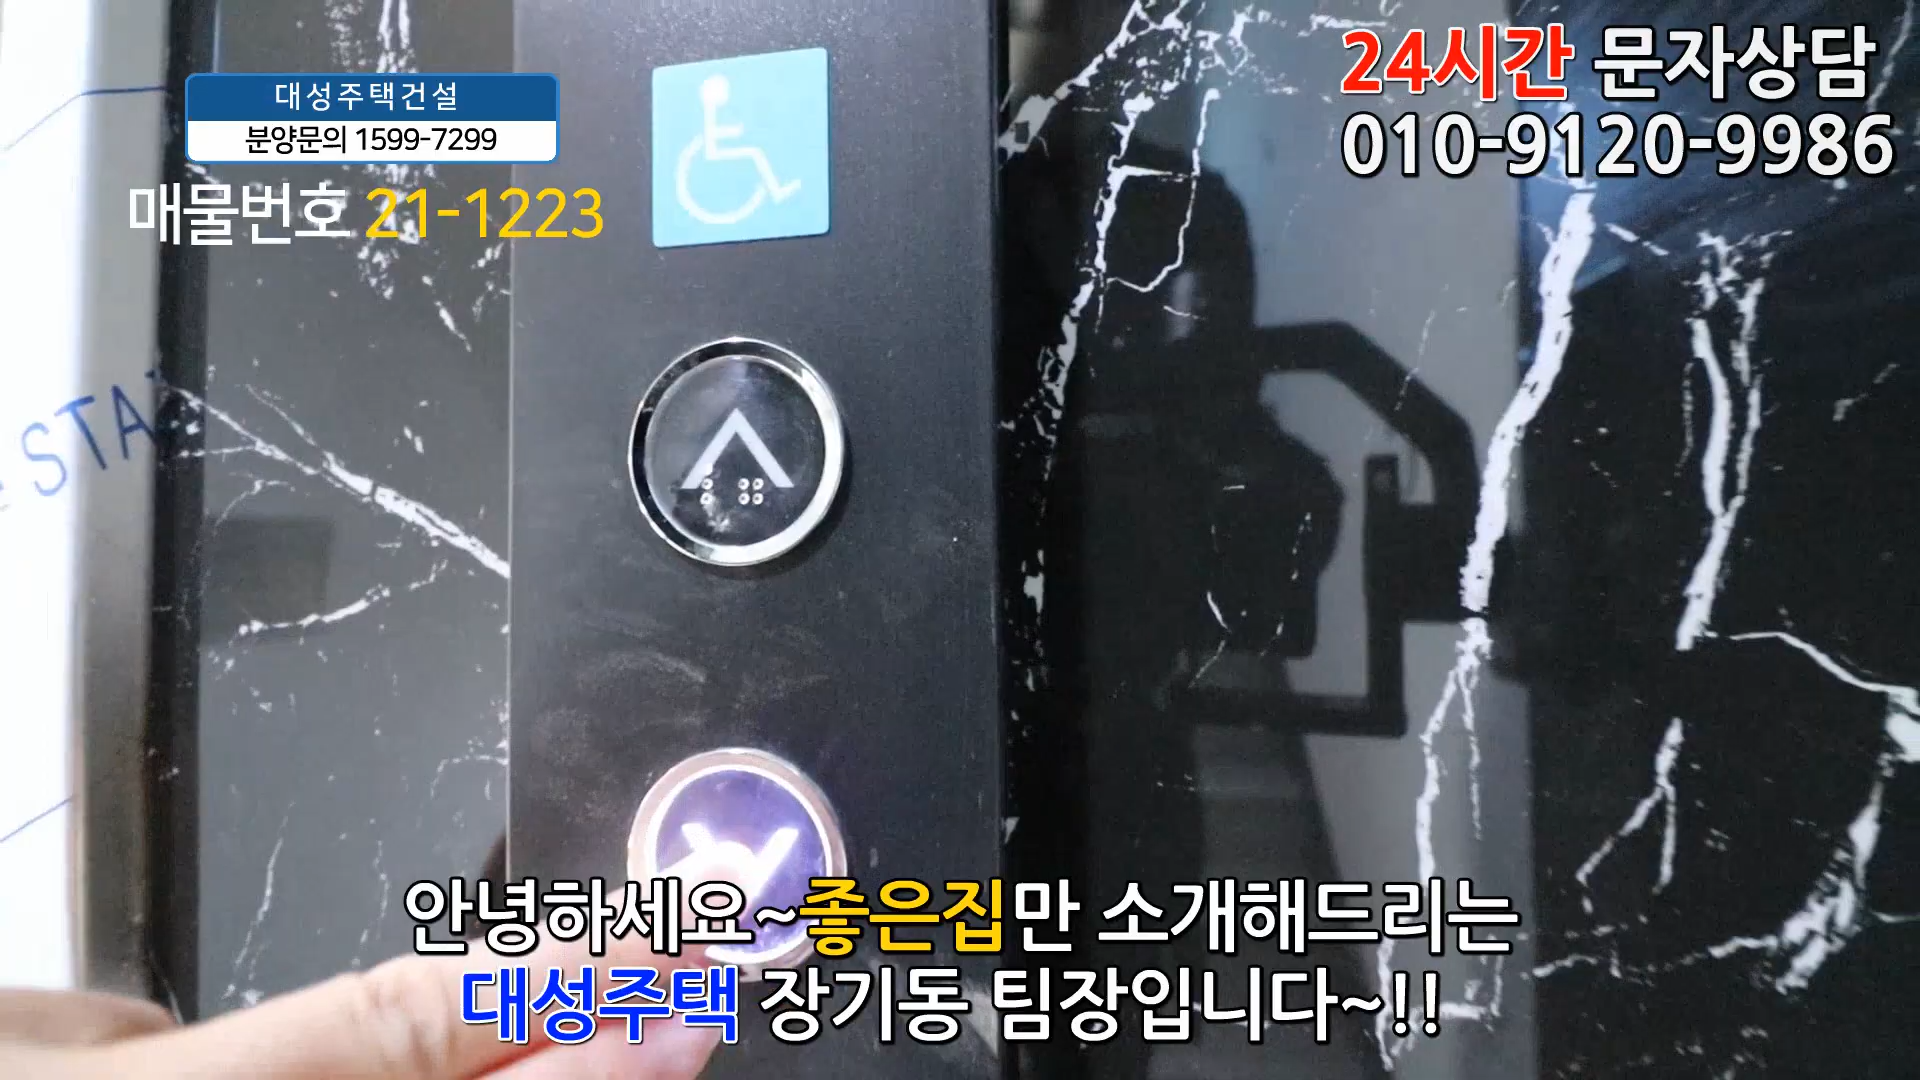 대성주택건설
분양문의 1599-7299
매물번호 21-1223
24시간 문자상담
010-9120-9986
STA
안녕하세요~좋은집만 소개해드리는
대성주택 장기동 팀장입니다~!!